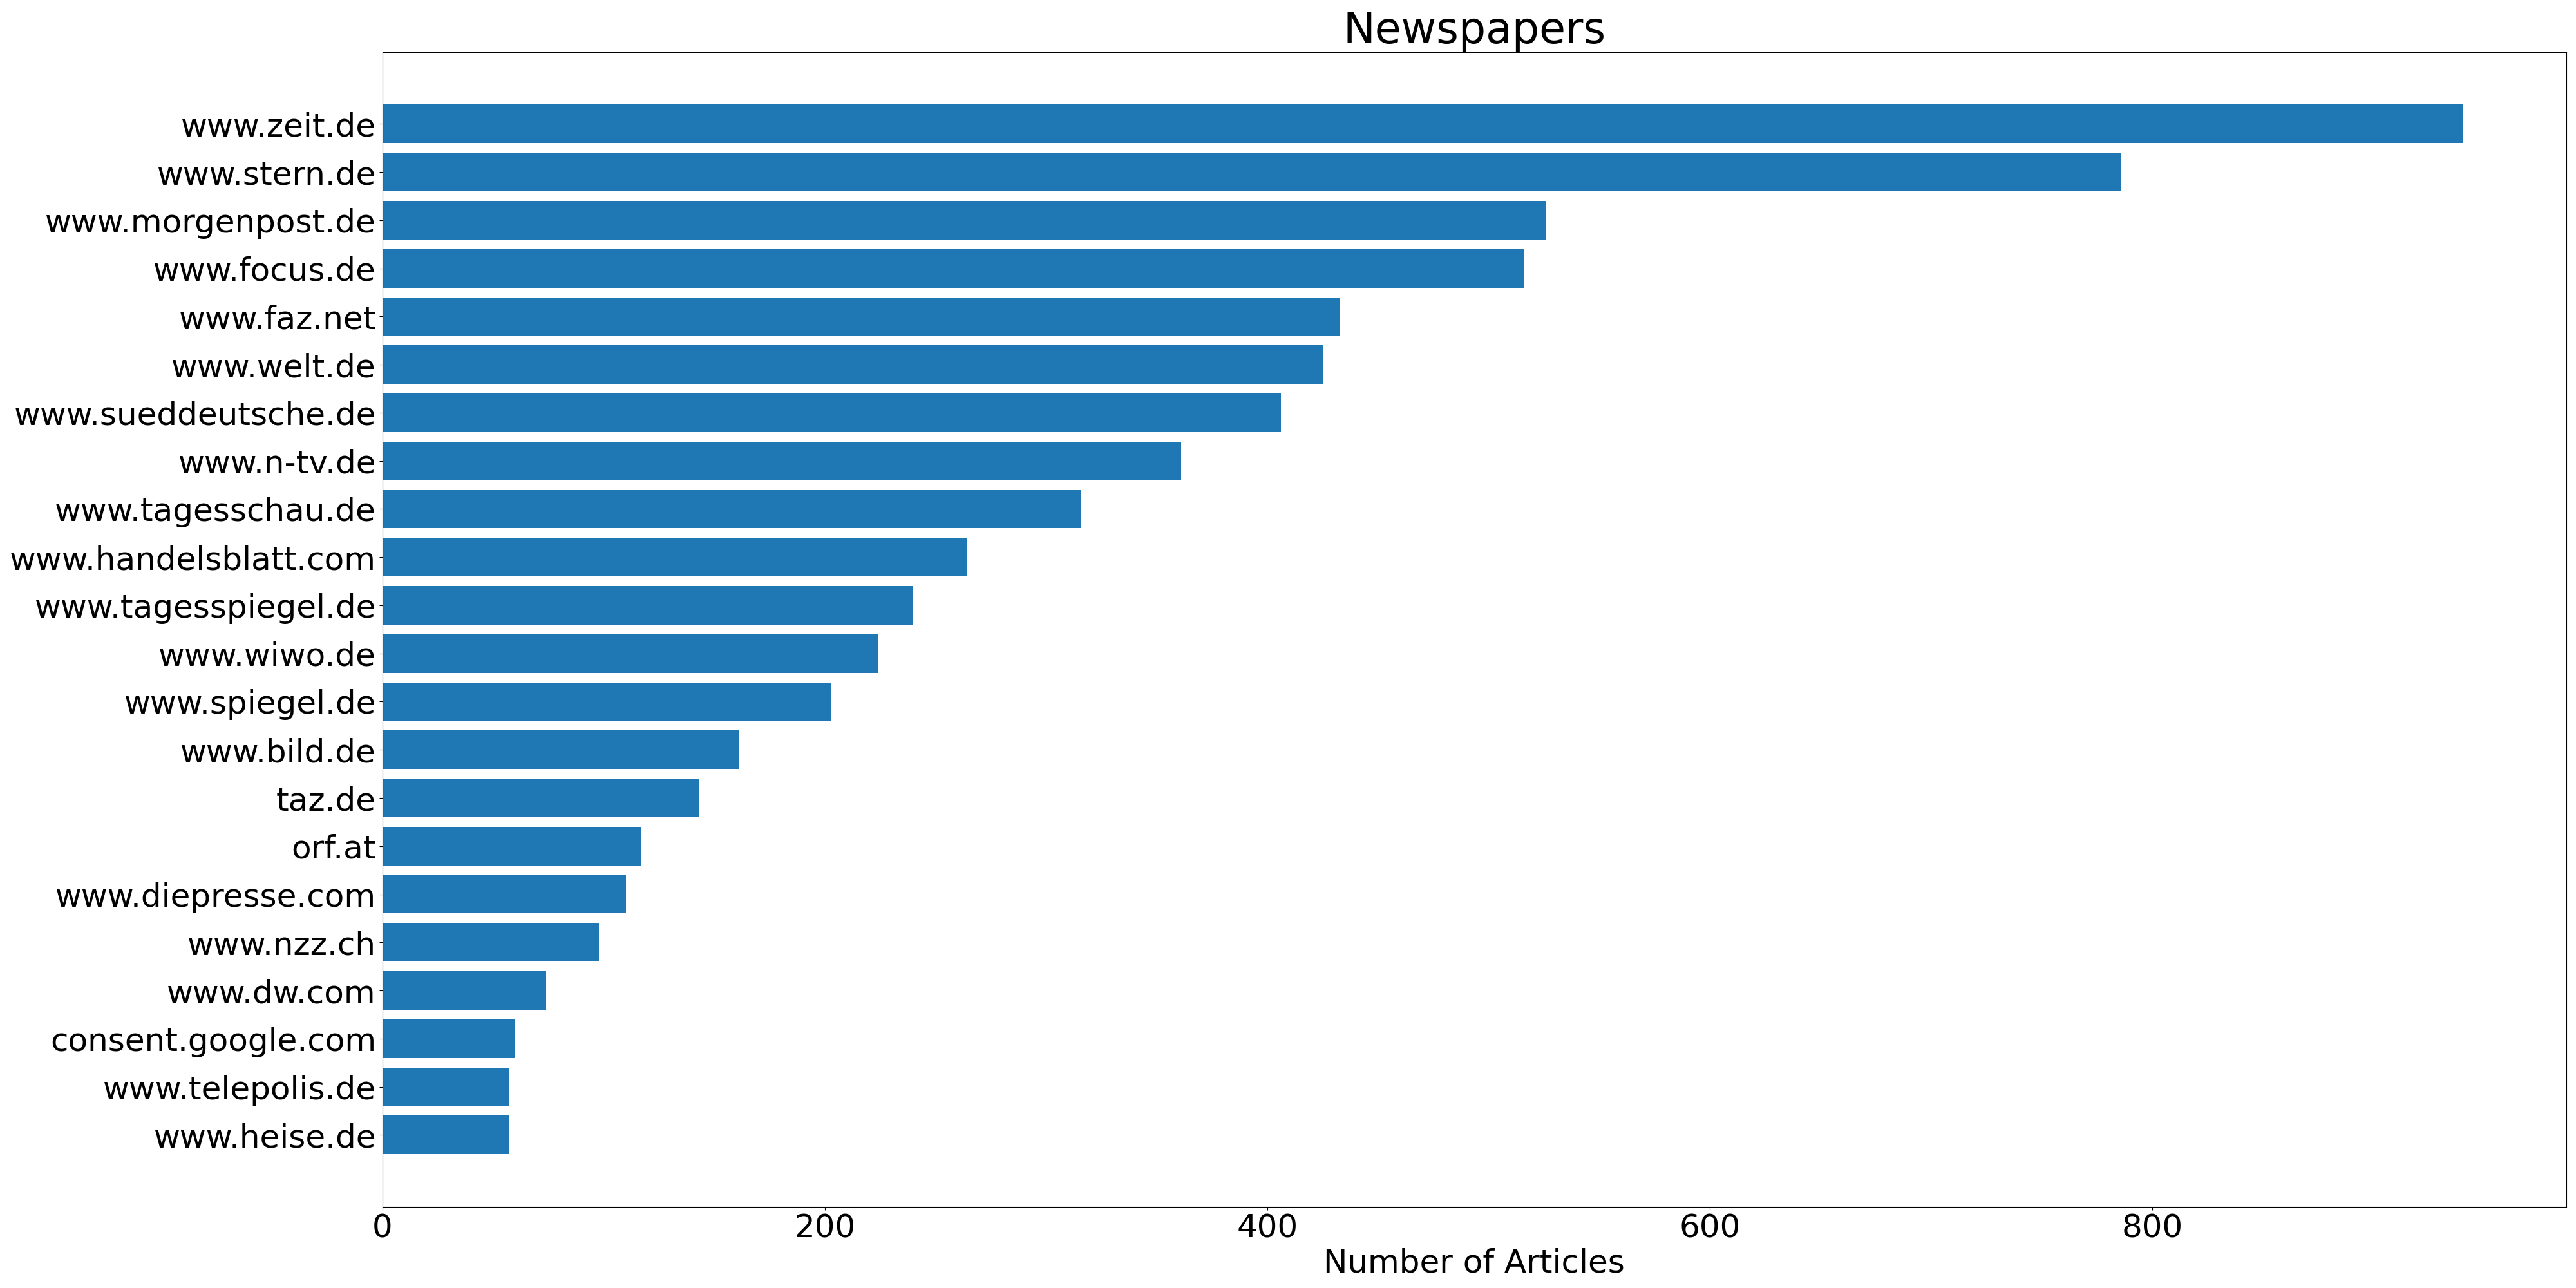 Newspapers
www.zeit.de
www.stern.de
www.morgenpost.de
www.focus.de
www.faz.net
www.welt.de
www.sueddeutsche.de
www.n-tv.de
www.tagesschau.de
www.handelsblatt.com
www.tagesspiegel.de
www.wiwo.de
www.spiegel.de
www.bild.de
taz.de
orf.at
www.diepresse.com
www.nzz.ch
www.dw.com
consent.google.com
www.telepolis.de
www.heise.de
0 200 400 600 800
Number of Articles